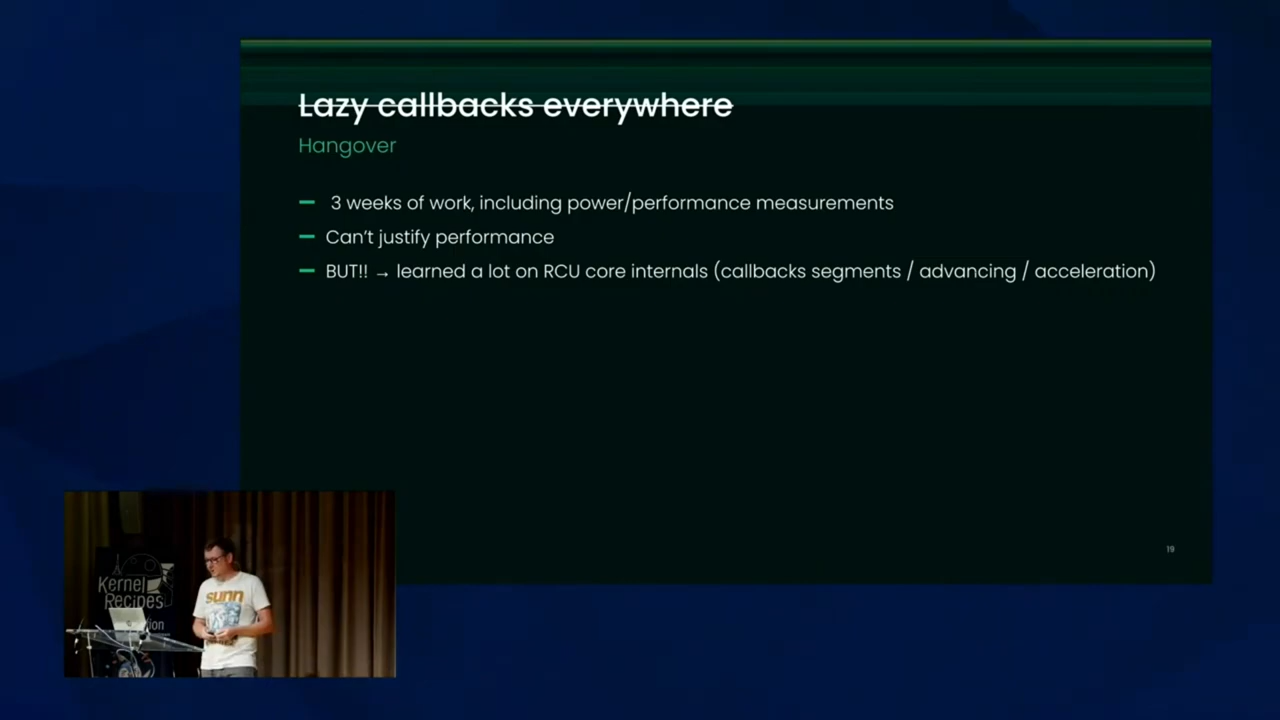 Lazy callbacks everywhere
Hangover
3 weeks of work, including power/performance measurements
Can't justify performance
BUT!! → learned a lot on RCU core internals (callbacks segments / advancing / acceleration)
19
Kernel
Recipes
sunn